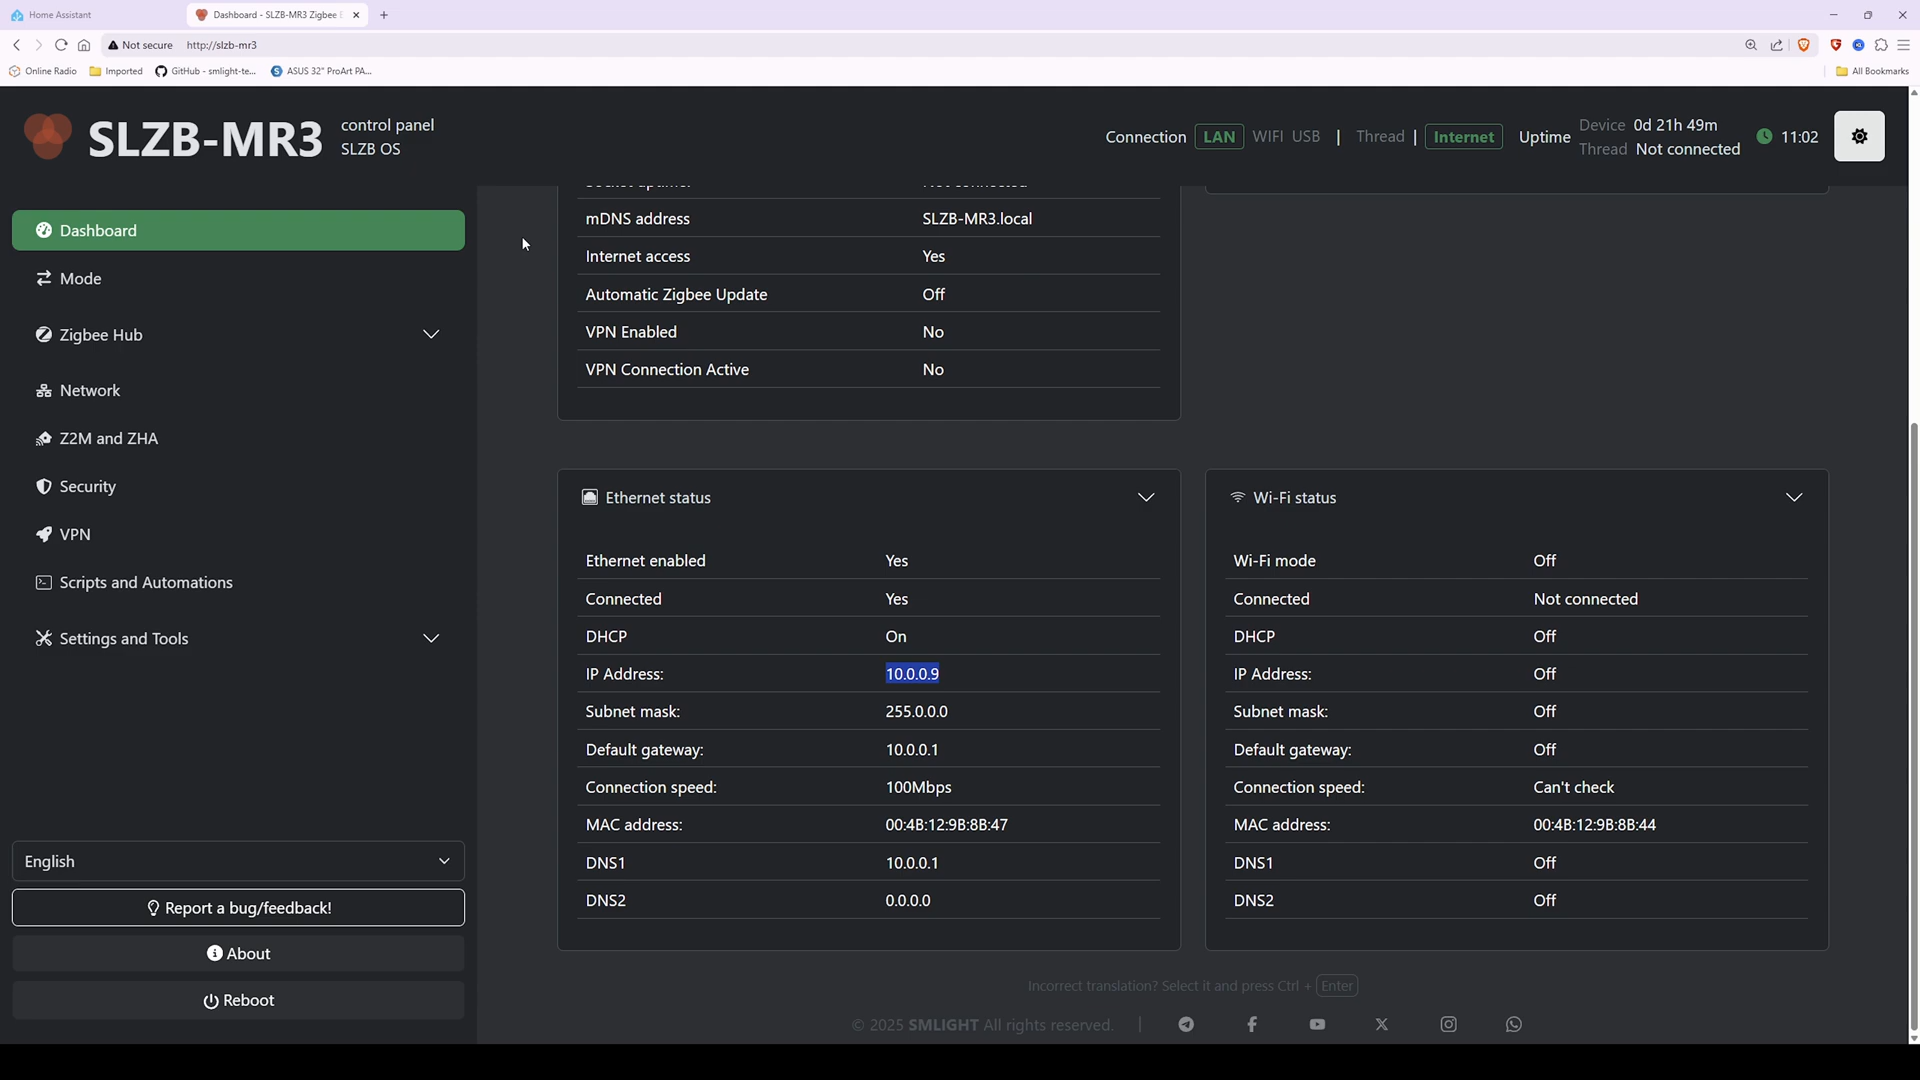 Home Assistant
Dashboard - SLZB-MR3 Zigbee E
Not secure http://slzb-mr3
Online Radio Imported GitHub - smlight-te... ASUS 32" ProArt PA... All Bookmarks
SLZB-MR3 control panel
SLZB OS
Connection LAN WIFI USB | Thread | Internet Uptime Device 0d 21h 49m
Thread Not connected
11:02
Dashboard
Mode
Zigbee Hub
Network
Z2M and ZHA
Security
VPN
Scripts and Automations
Settings and Tools
English
Report a bug/feedback!
About
Reboot
Socket uptime: Not connected
mDNS address SLZB-MR3.local
Internet access Yes
Automatic Zigbee Update Off
VPN Enabled No
VPN Connection Active No
Ethernet status
Ethernet enabled Yes
Connected Yes
DHCP On
IP Address: 10.0.0.9
Subnet mask: 255.0.0.0
Default gateway: 10.0.0.1
Connection speed: 100Mbps
MAC address: 00:4B:12:9B:8B:47
DNS1 10.0.0.1
DNS2 0.0.0.0
Wi-Fi status
Wi-Fi mode Off
Connected Not connected
DHCP Off
IP Address: Off
Subnet mask: Off
Default gateway: Off
Connection speed: Can't check
MAC address: 00:4B:12:9B:8B:44
DNS1 Off
DNS2 Off
Incorrect translation? Select it and press Ctrl + Enter
© 2025 SMLIGHT All rights reserved. |